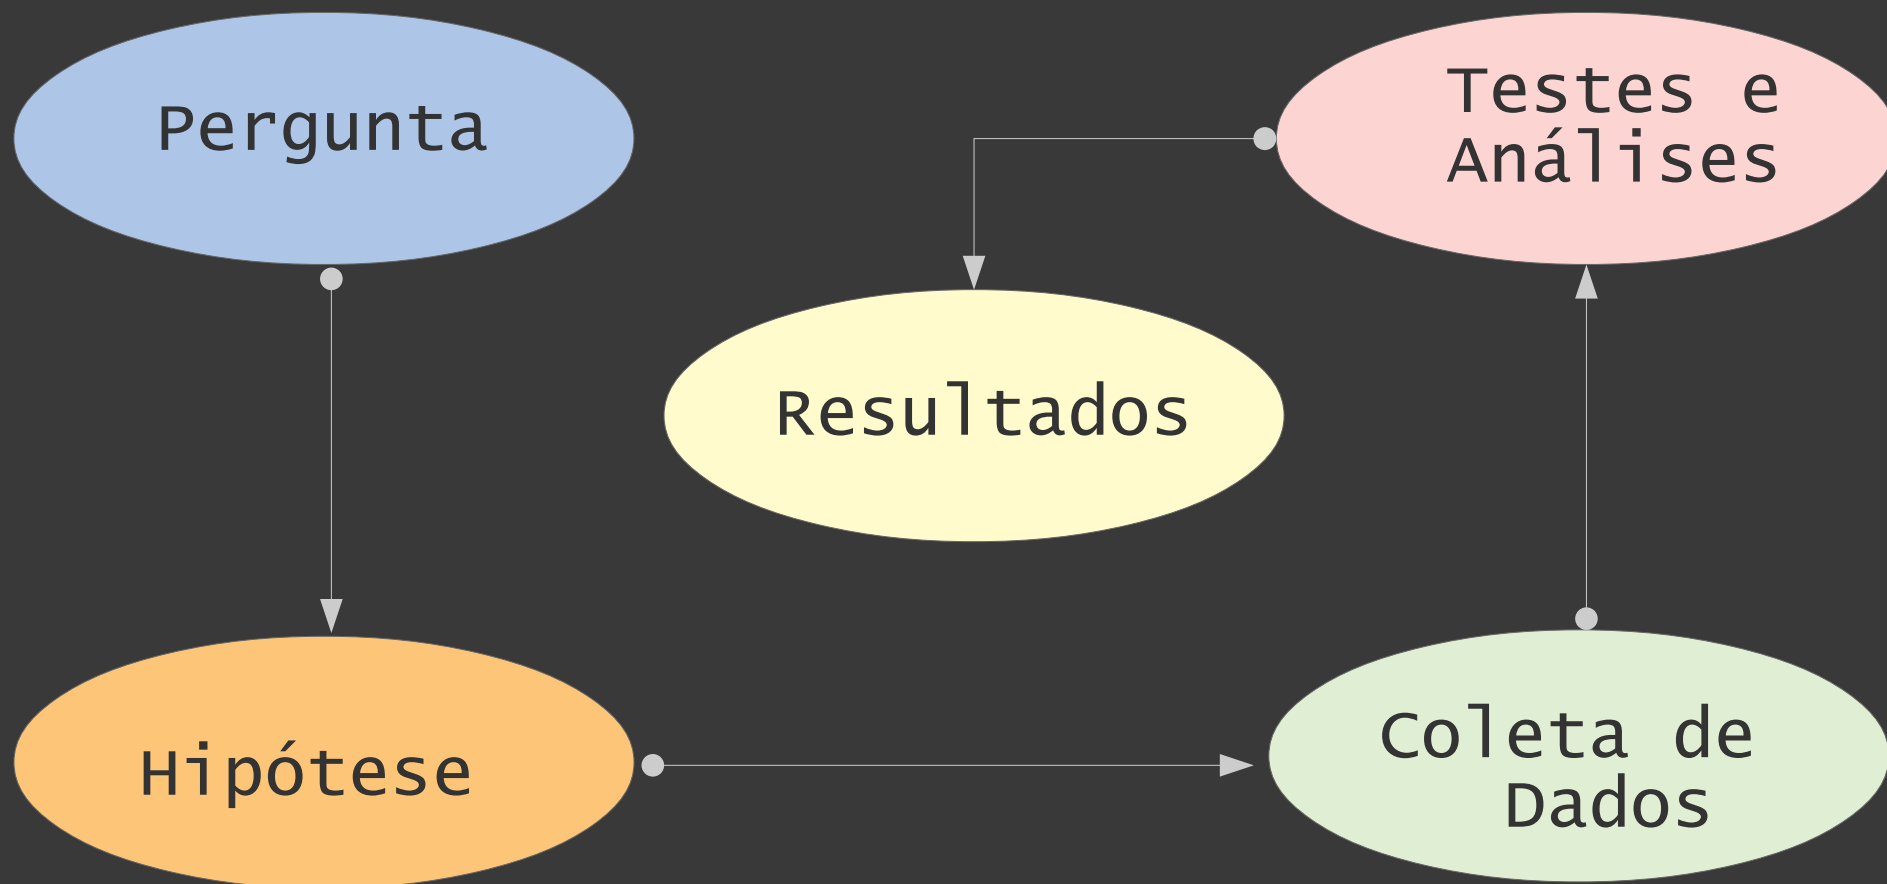 Pergunta
Testes e
Análises
Resultados
Hipótese
Coleta de
Dados